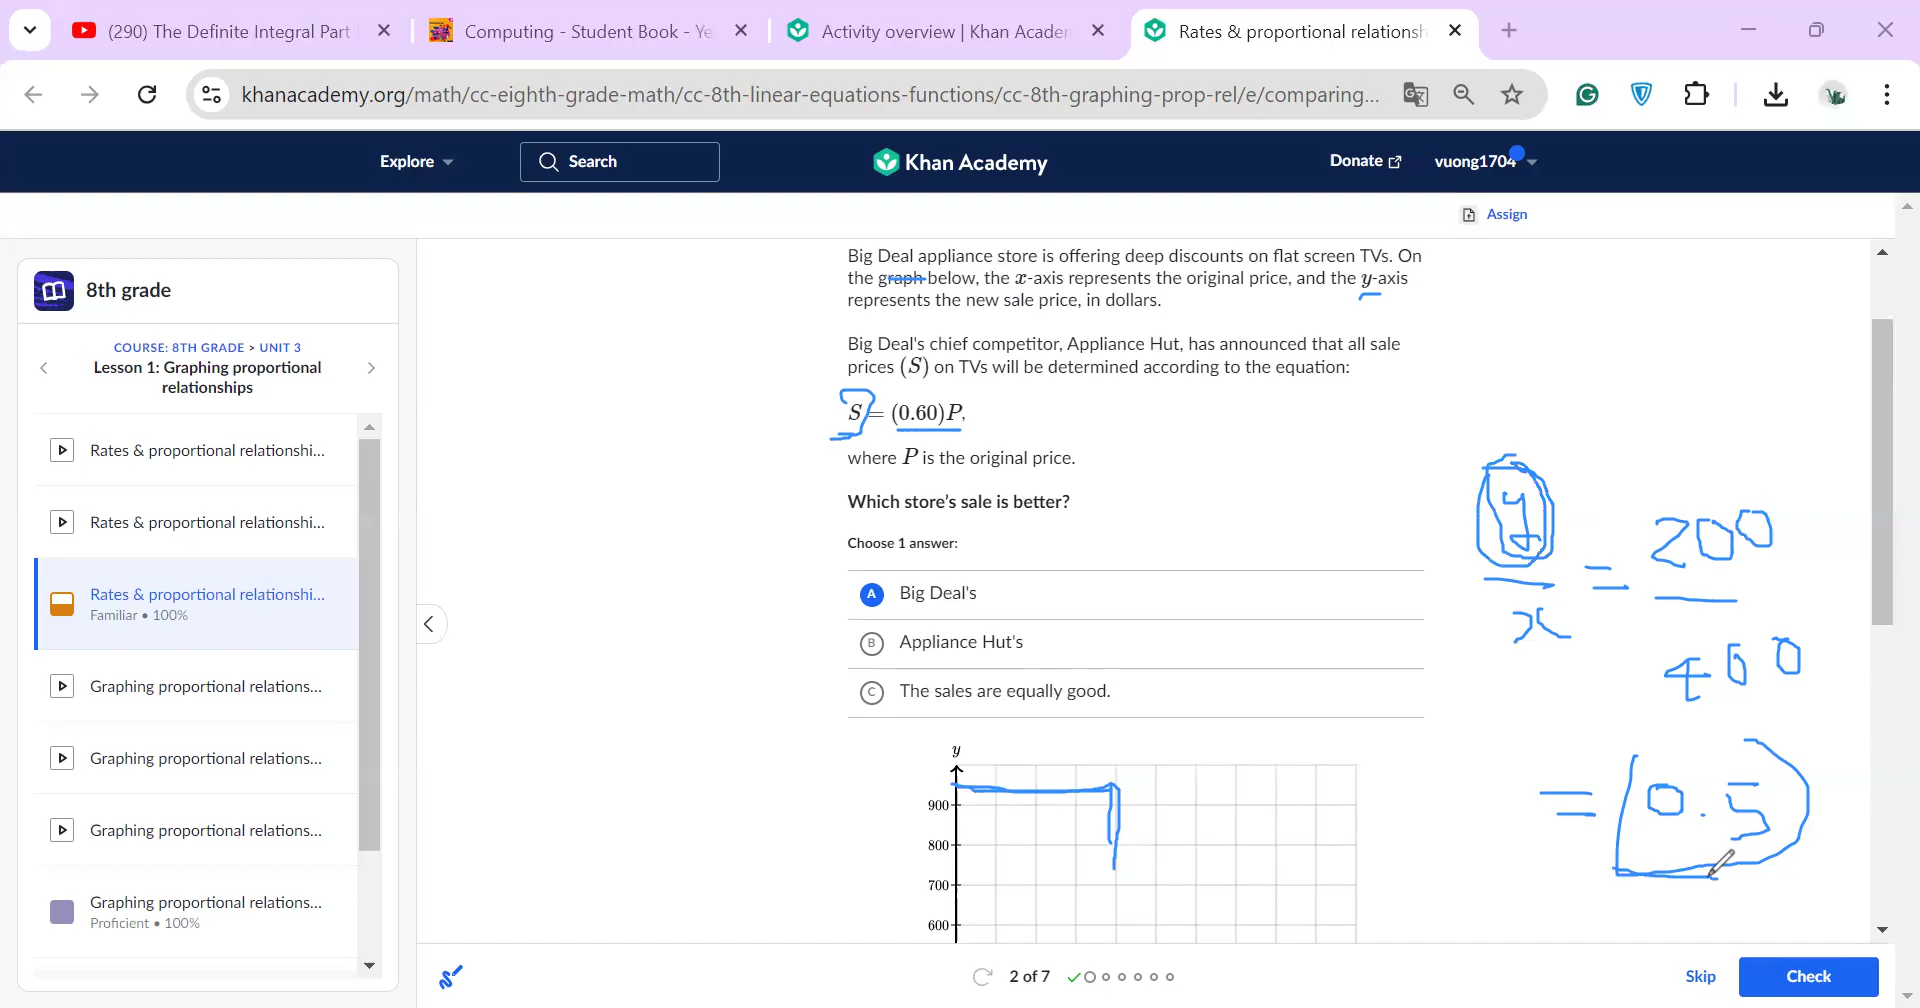 (290) The Definite Integral Part
Computing - Student Book - Ye
Activity overview | Khan Academ
Rates & proportional relationsh
khanacademy.org/math/cc-eighth-grade-math/cc-8th-linear-equations-functions/cc-8th-graphing-prop-rel/e/comparing...
Explore
Search
Khan Academy
Donate
vuong1704
Assign
8th grade
COURSE: 8TH GRADE > UNIT 3
Lesson 1: Graphing proportional
relationships
Rates & proportional relationshi...
Rates & proportional relationshi...
Rates & proportional relationshi...
Familiar • 100%
Graphing proportional relations...
Graphing proportional relations...
Graphing proportional relations...
Graphing proportional relations...
Proficient • 100%
Big Deal appliance store is offering deep discounts on flat screen TVs. On
the graph below, the x-axis represents the original price, and the y-axis
represents the new sale price, in dollars.
Big Deal's chief competitor, Appliance Hut, has announced that all sale
prices (S) on TVs will be determined according to the equation:
S = (0.60)P,
where P is the original price.
Which store's sale is better?
Choose 1 answer:
A Big Deal's
B Appliance Hut's
C The sales are equally good.
y
900
800
700
600
y = 200
x 400
= 0.5
2 of 7
Skip
Check